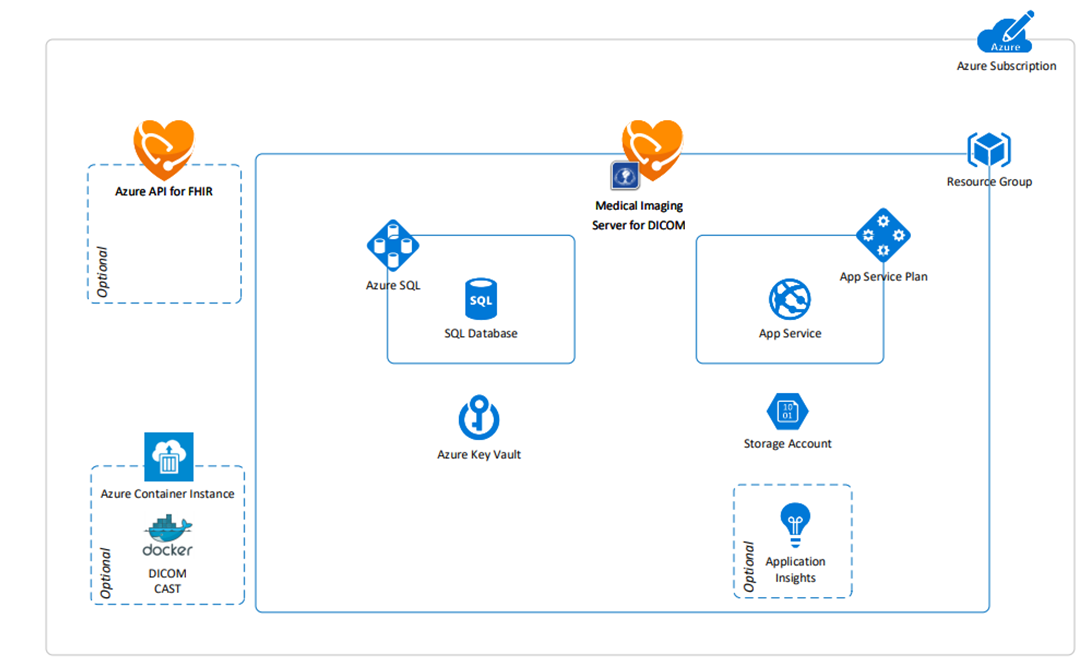 Azure
Azure Subscription
Azure API for FHIR
Optional
Resource Group
Medical Imaging
Server for DICOM
Azure SQL
SQL
SQL Database
App Service Plan
App Service
Azure Key Vault
10
01
Storage Account
Azure Container Instance
docker
DICOM
CAST
Optional
Application
Insights
Optional